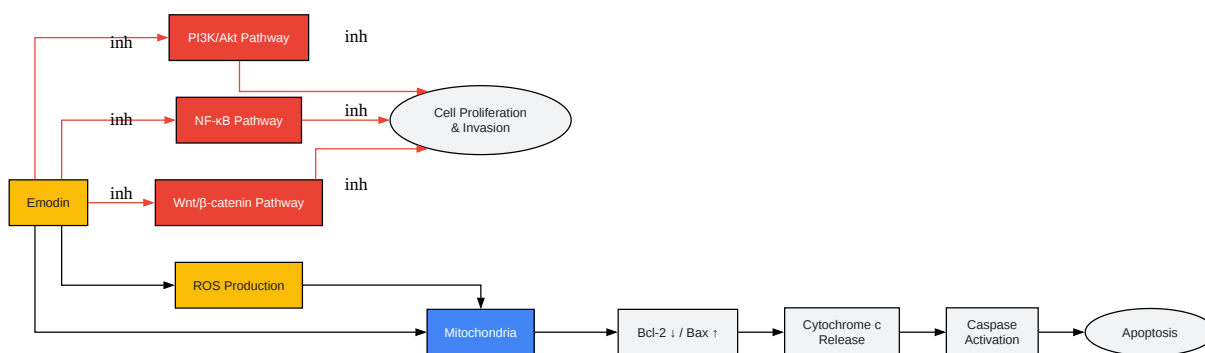 inh
PI3K/Akt Pathway
inh
inh
NF-κB Pathway
inh
Cell Proliferation
& Invasion
Emodin
inh
Wnt/β-catenin Pathway
inh
ROS Production
Mitochondria
Bcl-2 ↓ / Bax ↑
Cytochrome c
Release
Caspase
Activation
Apoptosis